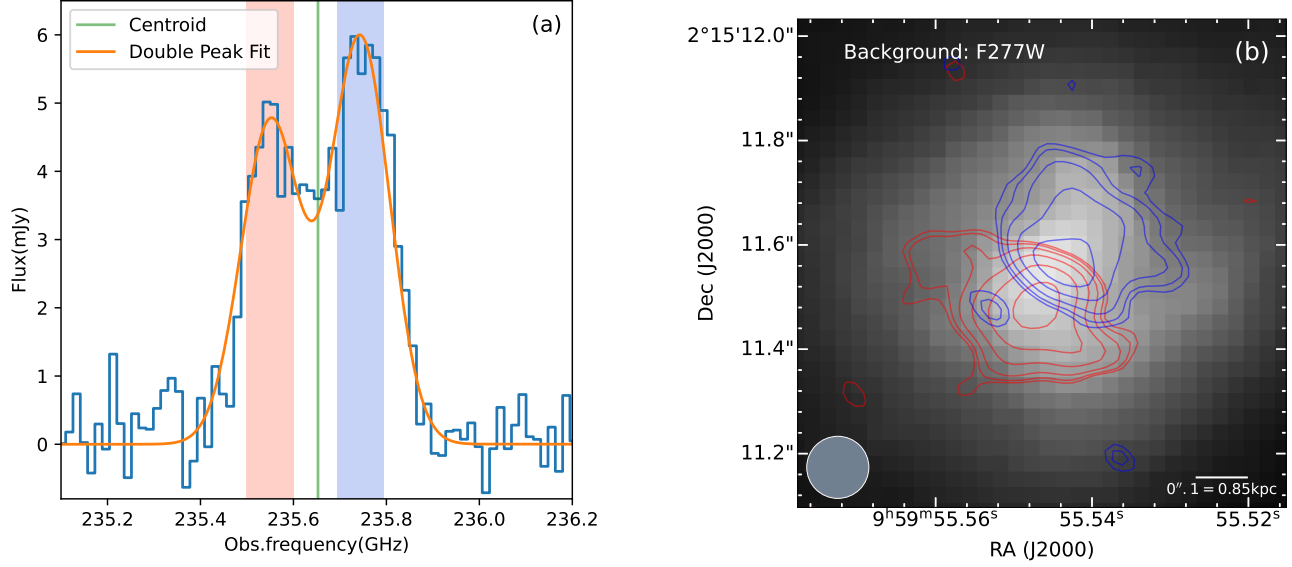 (a)
Centroid
Double Peak Fit
6
5
4
3
2
1
0
Flux(mJy)
235.2 235.4 235.6 235.8 236.0 236.2
Obs.frequency(GHz)
Background: F277W (b)
2°15'12.0"
11.8"
11.6"
11.4"
11.2"
Dec (J2000)
0″. 1 = 0.85kpc
9ʰ59ᵐ55.56ˢ 55.54ˢ 55.52ˢ
RA (J2000)